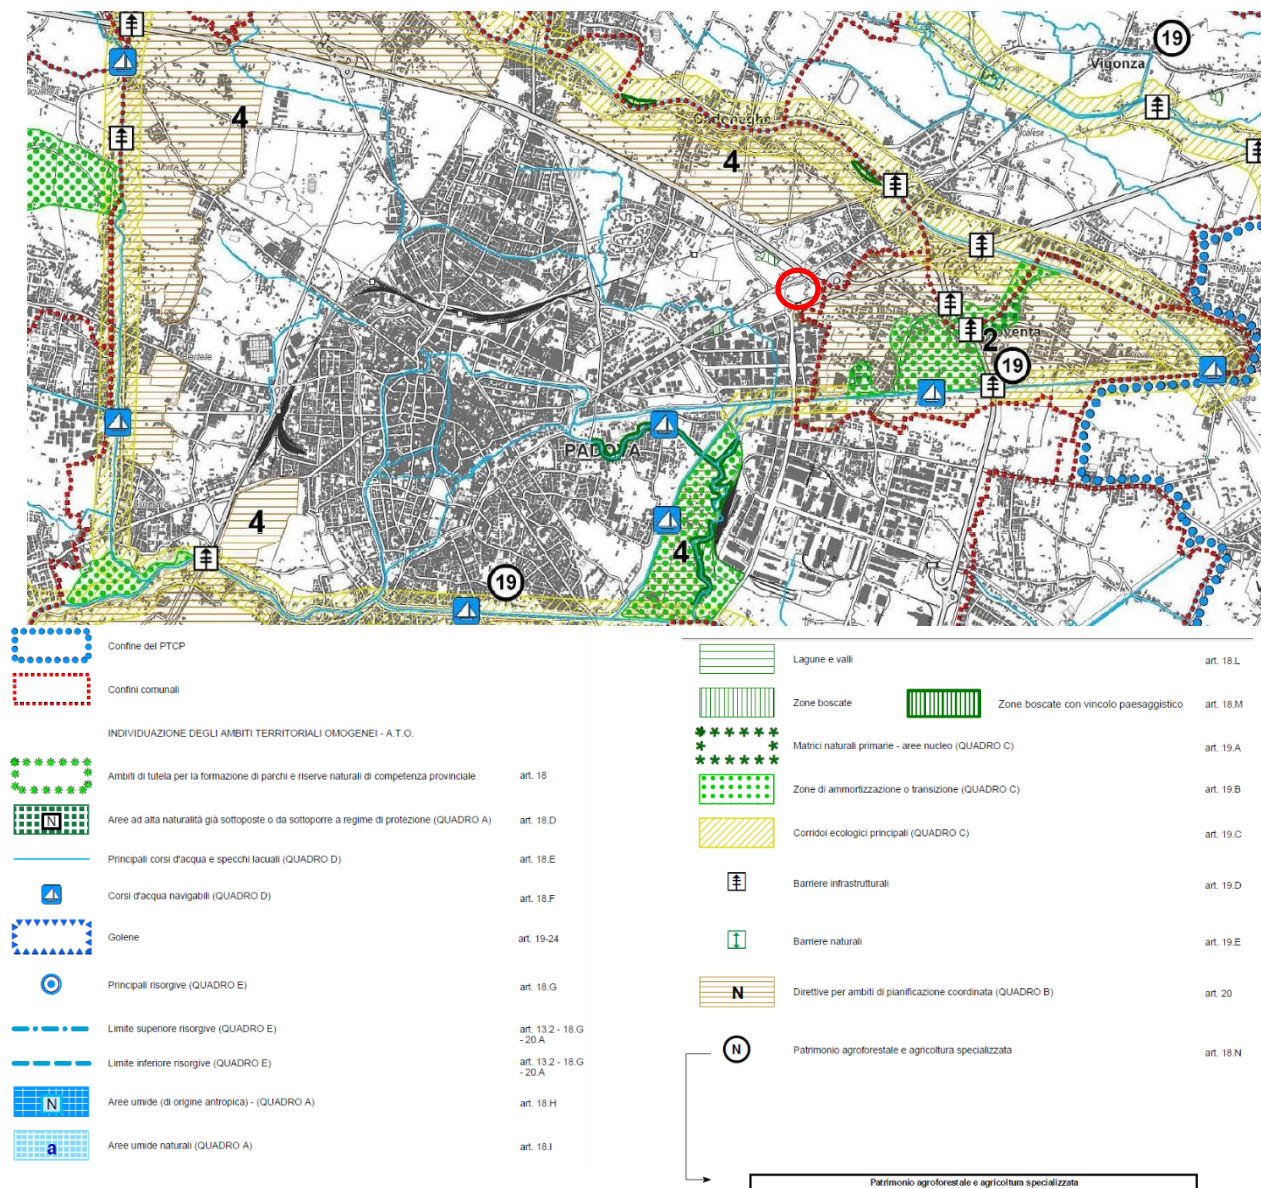 19
Vigonza
4
Cadoneghe
4
2
19
PADOVA
4
4
19
Confine del PTCP
Confini comunali
INDIVIDUAZIONE DEGLI AMBITI TERRITORIALI OMOGENEI - A.T.O.
Ambiti di tutela per la formazione di parchi e riserve naturali di competenza provinciale art. 18
N Aree ad alta naturalità già sottoposte o da sottoporre a regime di protezione (QUADRO A) art. 18.D
Principali corsi d'acqua e specchi lacuali (QUADRO D) art. 18.E
Corsi d'acqua navigabili (QUADRO D) art. 18.F
Golene art. 19-24
Principali risorgive (QUADRO E) art. 18.G
Limite superiore risorgive (QUADRO E) art. 13.2 - 18.G
- 20.A
Limite inferiore risorgive (QUADRO E) art. 13.2 - 18.G
- 20.A
N Aree umide (di origine antropica) - (QUADRO A) art. 18.H
a Aree umide naturali (QUADRO A) art. 18.I
Lagune e valli art. 18.L
Zone boscate Zone boscate con vincolo paesaggistico art. 18.M
Matrici naturali primarie - aree nucleo (QUADRO C) art. 19.A
Zone di ammortizzazione o transizione (QUADRO C) art. 19.B
Corridoi ecologici principali (QUADRO C) art. 19.C
Barriere infrastrutturali art. 19.D
Barriere naturali art. 19.E
N Direttive per ambiti di pianificazione coordinata (QUADRO B) art. 20
N Patrimonio agroforestale e agricoltura specializzata art. 18.N
Patrimonio agroforestale e agricoltura specializzata